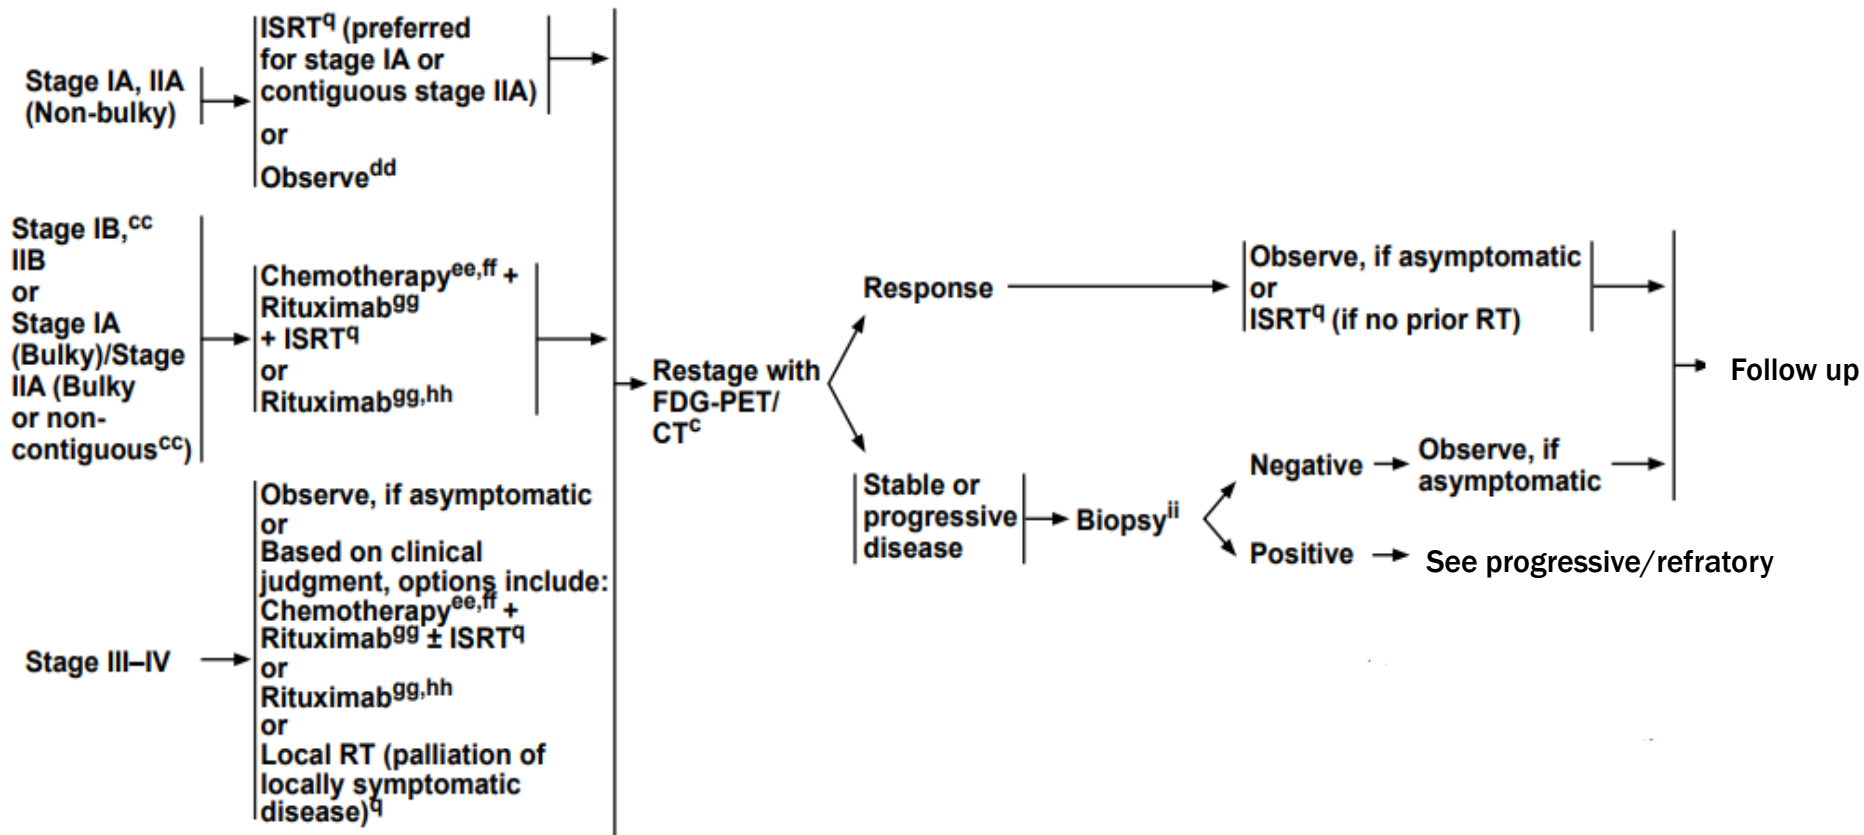 Stage IA, IIA
(Non-bulky)
ISRTq (preferred
for stage IA or
contiguous stage IIA)
or
Observedd
Stage IB,cc
IIB
or
Stage IA
(Bulky)/Stage
IIA (Bulky
or non-
contiguouscc)
Chemotherapyee,ff +
Rituximabgg
+ ISRTq
or
Rituximabgg,hh
Stage III–IV
Observe, if asymptomatic
or
Based on clinical
judgment, options include:
Chemotherapyee,ff +
Rituximabgg ± ISRTq
or
Rituximabgg,hh
or
Local RT (palliation of
locally symptomatic
disease)q
Restage with
FDG-PET/
CTc
Response
Observe, if asymptomatic
or
ISRTq (if no prior RT)
Stable or
progressive
disease
Biopsyii
Negative
Observe, if
asymptomatic
Positive
See progressive/refratory
Follow up